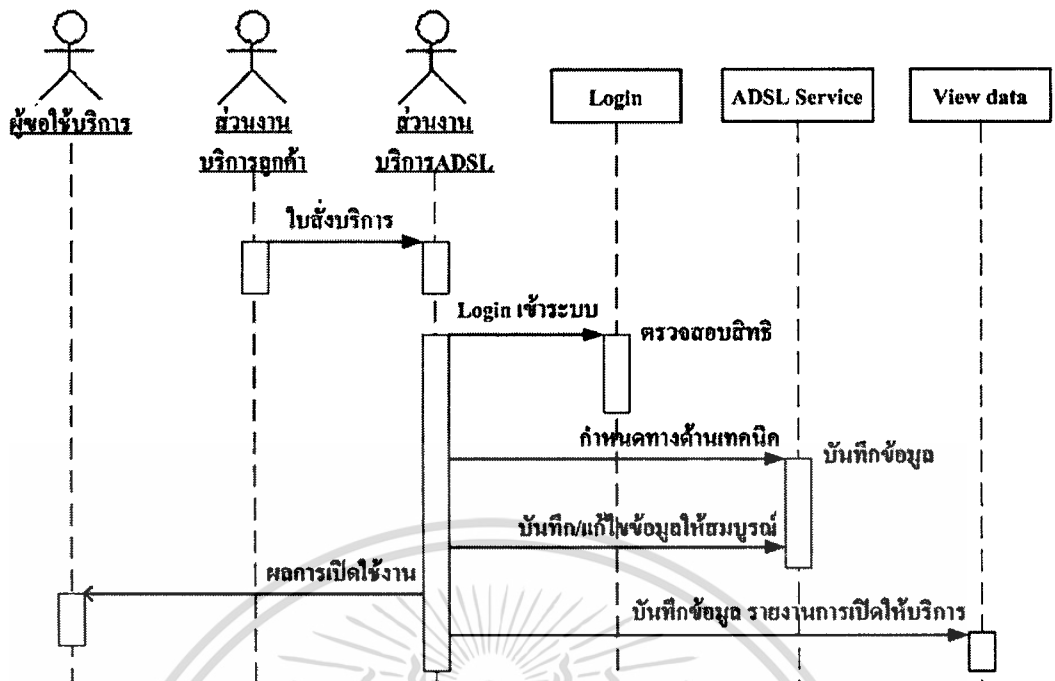 ผู้ขอใช้บริการ
ส่วนงาน
บริการลูกค้า
ส่วนงาน
บริการADSL
Login
ADSL Service
View data
ใบสั่งบริการ
Login เข้าระบบ
ตรวจสอบสิทธิ
กำหนดทางด้านเทคนิค
บันทึกข้อมูล
บันทึก/แก้ไขข้อมูลให้สมบูรณ์
ผลการเปิดใช้งาน
บันทึกข้อมูล รายงานการเปิดให้บริการ